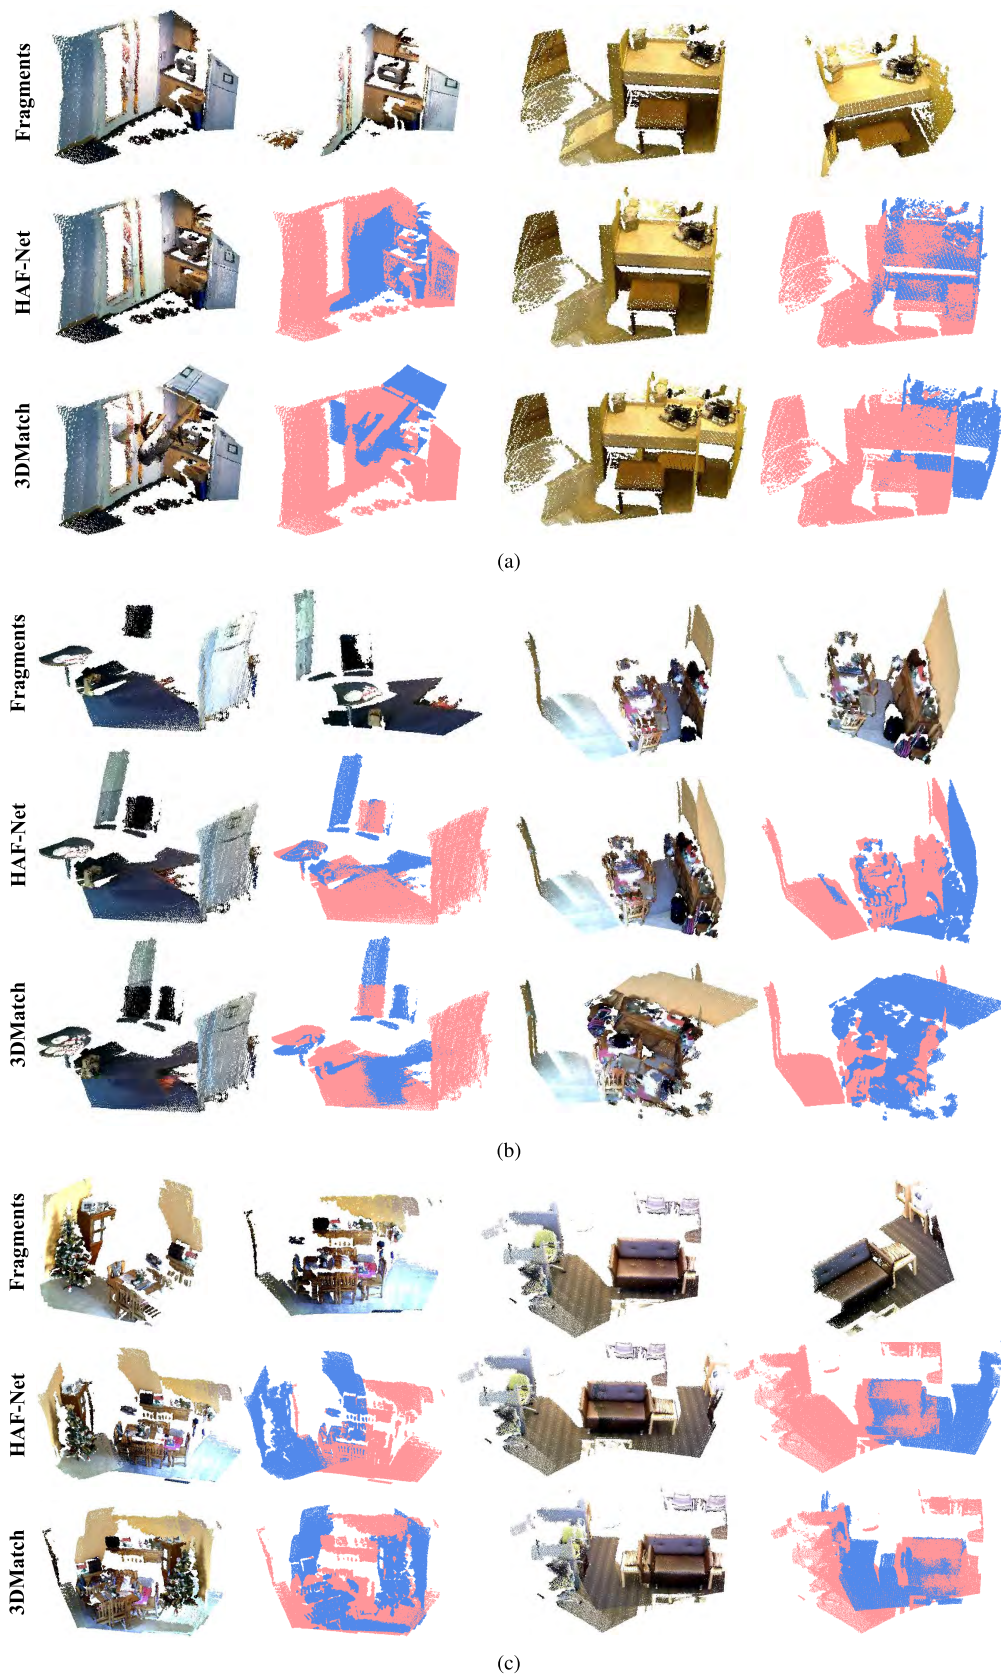 Fragments
HAF-Net
3DMatch
(a)
Fragments
HAF-Net
3DMatch
(b)
Fragments
HAF-Net
3DMatch
(c)